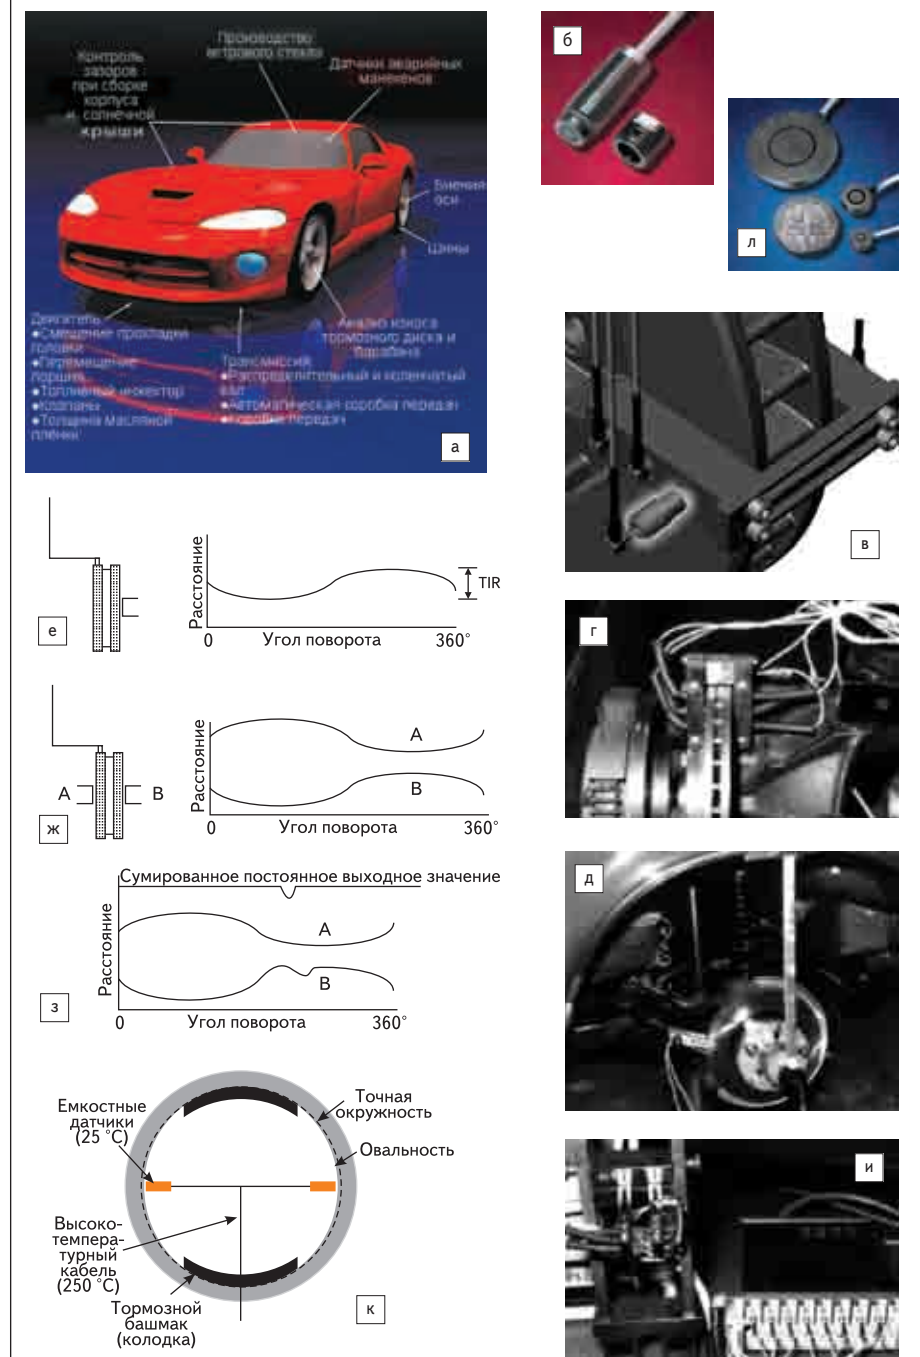 Производство
ветрового стекла
Контроль
зазоров
при сборке
корпуса
и солнечной
крыши
Датчики аварийных
манекенов
Биения
оси
Шины
Двигатель
●Смещение прокладки
головки
●Перемещение
поршня
●Топливный инжектор
●Клапаны
●Толщина масляной
пленки
Трансмиссия
●Распределительный и коленчатый
вал
●Автоматическая коробка передач
●Коробка передач
тормозного диска и
барабана
а
б
л
в
г
д
и
е
Расстояние
0
Угол поворота
360°
TIR
ж
A
B
Расстояние
A
B
0
Угол поворота
360°
з
Сумированное постоянное выходное значение
Расстояние
A
B
0
Угол поворота
360°
Емкостные
датчики
(25 °C)
Точная
окружность
Овальность
Высоко-
темпера-
турный
кабель
(250 °C)
Тормозной
башмак
(колодка)
к